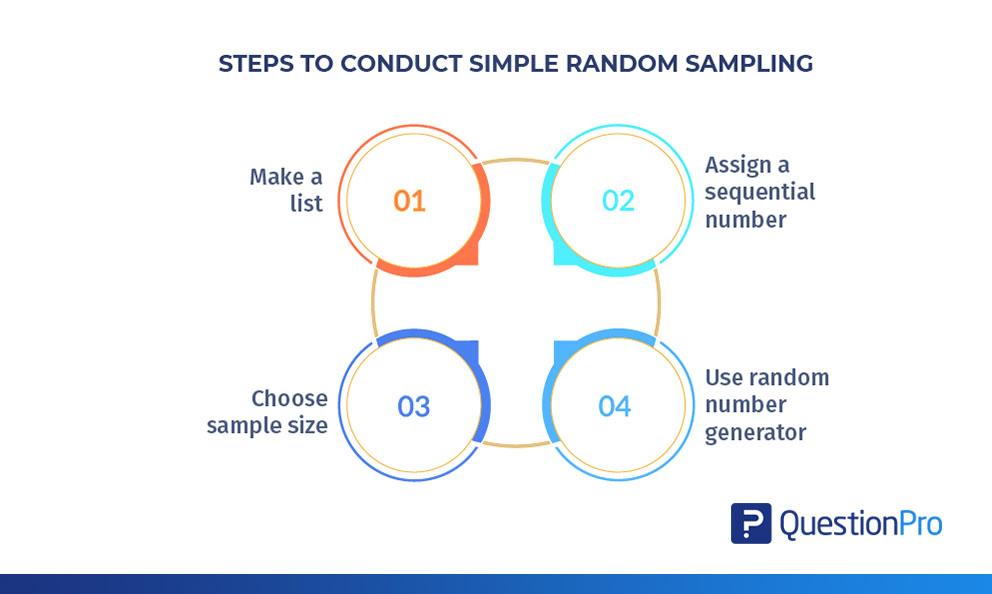 STEPS TO CONDUCT SIMPLE RANDOM SAMPLING
01
Make a
list
02
Assign a
sequential
number
03
Choose
sample size
04
Use random
number
generator
QuestionPro